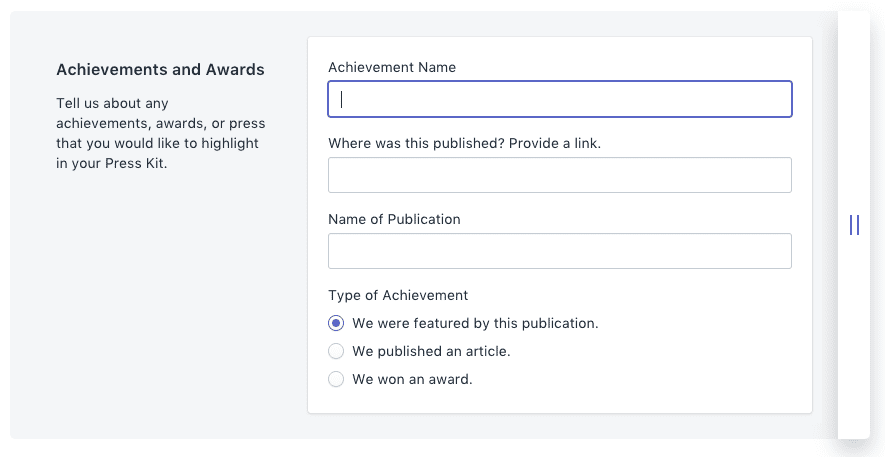 Achievements and Awards
Tell us about any
achievements, awards, or press
that you would like to highlight
in your Press Kit.
Achievement Name
Where was this published? Provide a link.
Name of Publication
Type of Achievement
We were featured by this publication.
We published an article.
We won an award.